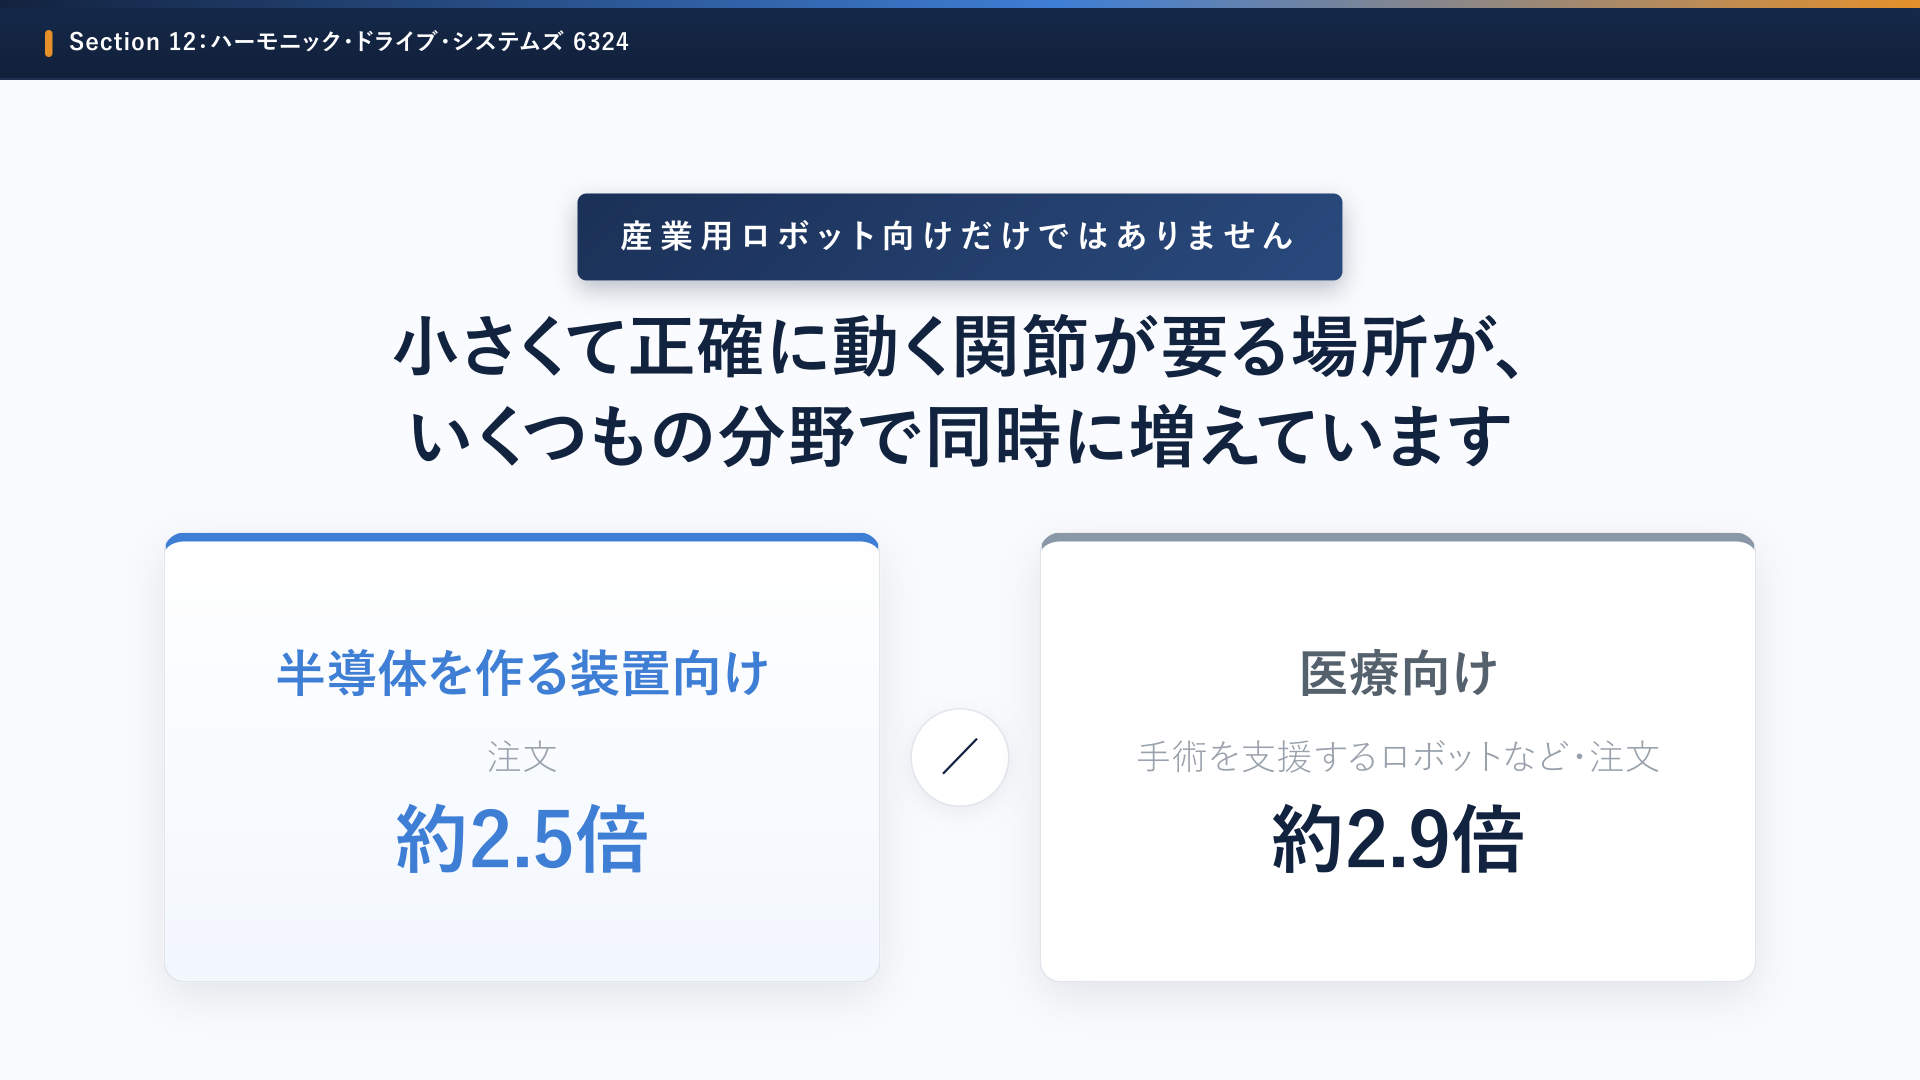 Section 12：ハーモニック・ドライブ・システムズ 6324
産業用ロボット向けだけではありません
小さくて正確に動く関節が要る場所が、
いくつもの分野で同時に増えています
半導体を作る装置向け
注文
約2.5倍
／
医療向け
手術を支援するロボットなど・注文
約2.9倍